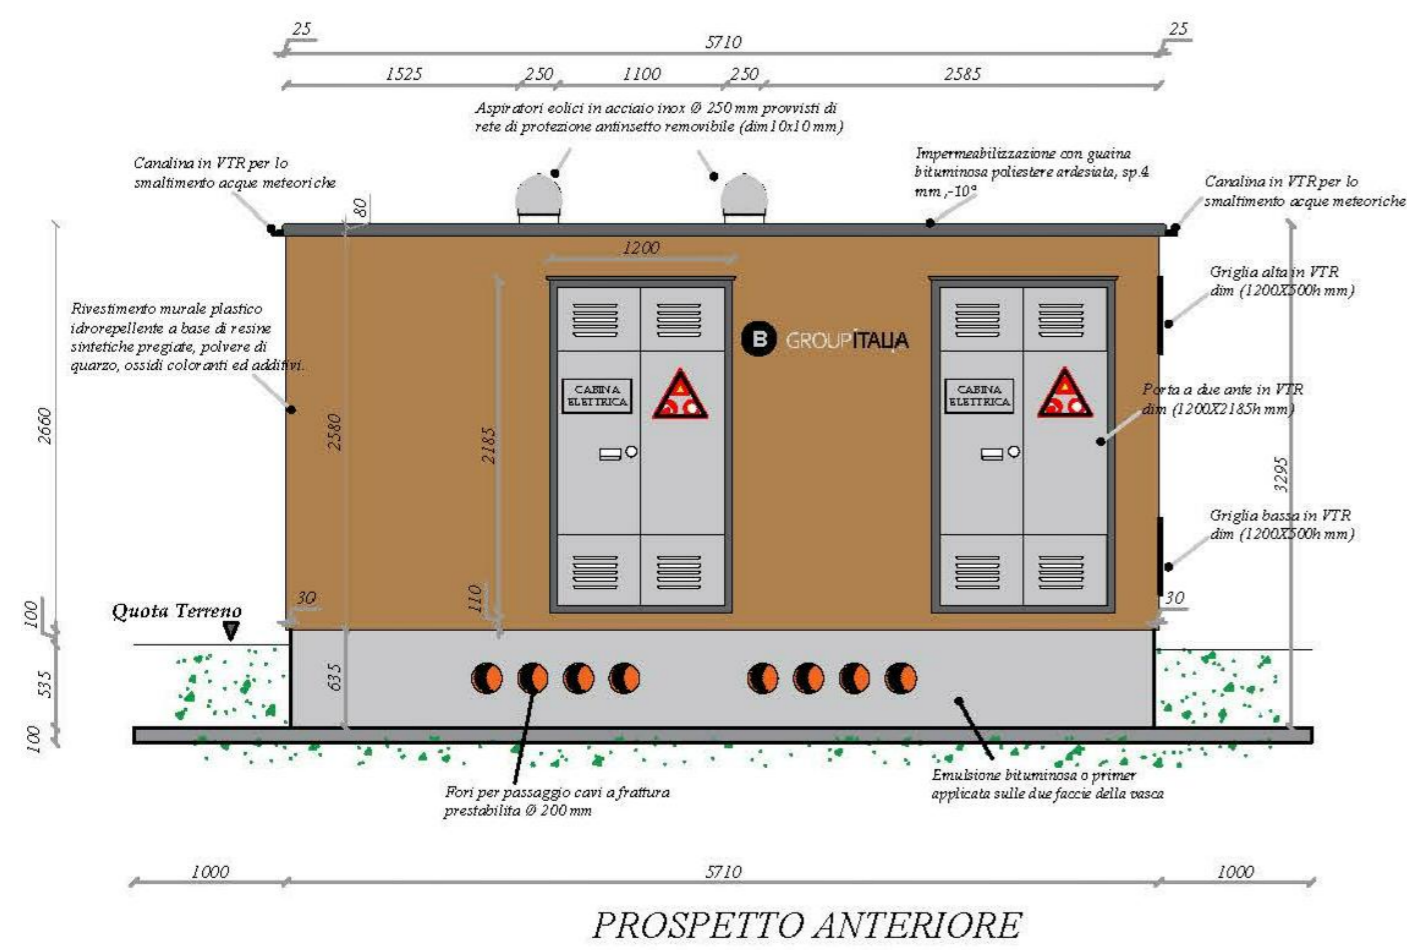 25
5710
25
1525
250
1100
250
2585
Aspiratori eolici in acciaio inox Ø 250 mm provvisti di
rete di protezione antinsetto removibile (dim10x10 mm)
Canalina in VTR per lo
smaltimento acque meteoriche
80
Impermeabilizzazione con guaina
bituminosa poliestere ardesiata, sp.4
mm ,-10°
Canalina in VTR per lo
smaltimento acque meteoriche
1200
Griglia alta in VTR
dim (1200X500h mm)
Rivestimento murale plastico
idrorepellente a base di resine
sintetiche pregiate, polvere di
quarzo, ossidi coloranti ed additivi.
B GROUPITALIA
CABINA
ELETTRICA
CABINA
ELETTRICA
Porta a due ante in VTR
dim (1200X2185h mm)
2660
2580
2185
3295
Griglia bassa in VTR
dim (1200X500h mm)
110
30
30
Quota Terreno
100
535
100
635
Fori per passaggio cavi a frattura
prestabilita Ø 200 mm
Emulsione bituminosa o primer
applicata sulle due faccie della vasca
1000
5710
1000
PROSPETTO ANTERIORE